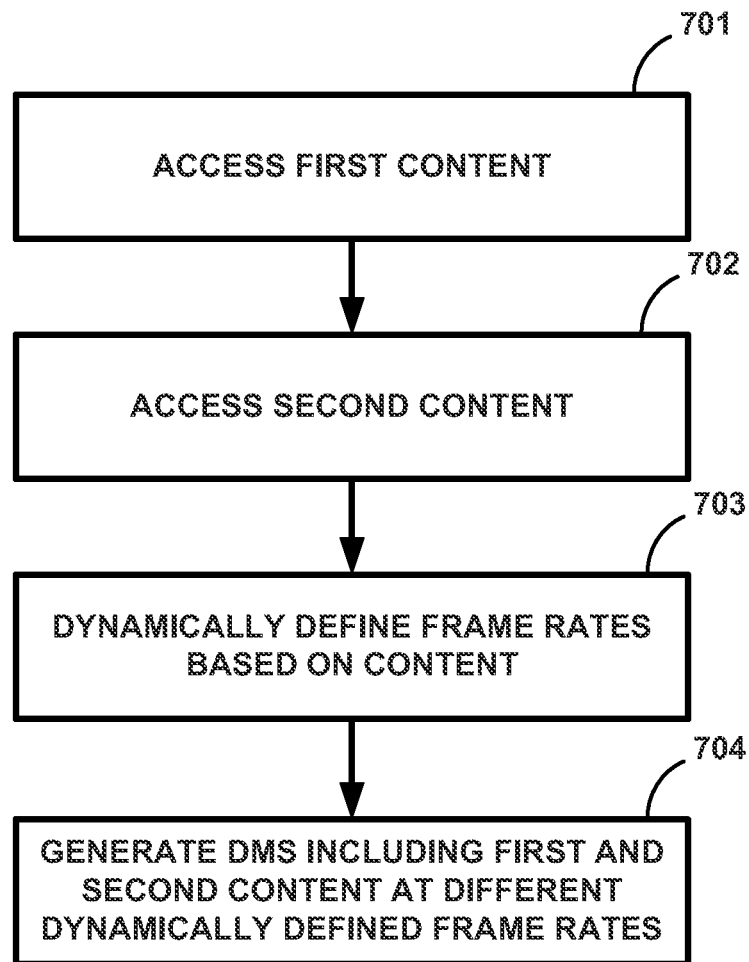 701
ACCESS FIRST CONTENT
702
ACCESS SECOND CONTENT
703
DYNAMICALLY DEFINE FRAME RATES
BASED ON CONTENT
704
GENERATE DMS INCLUDING FIRST AND
SECOND CONTENT AT DIFFERENT
DYNAMICALLY DEFINED FRAME RATES